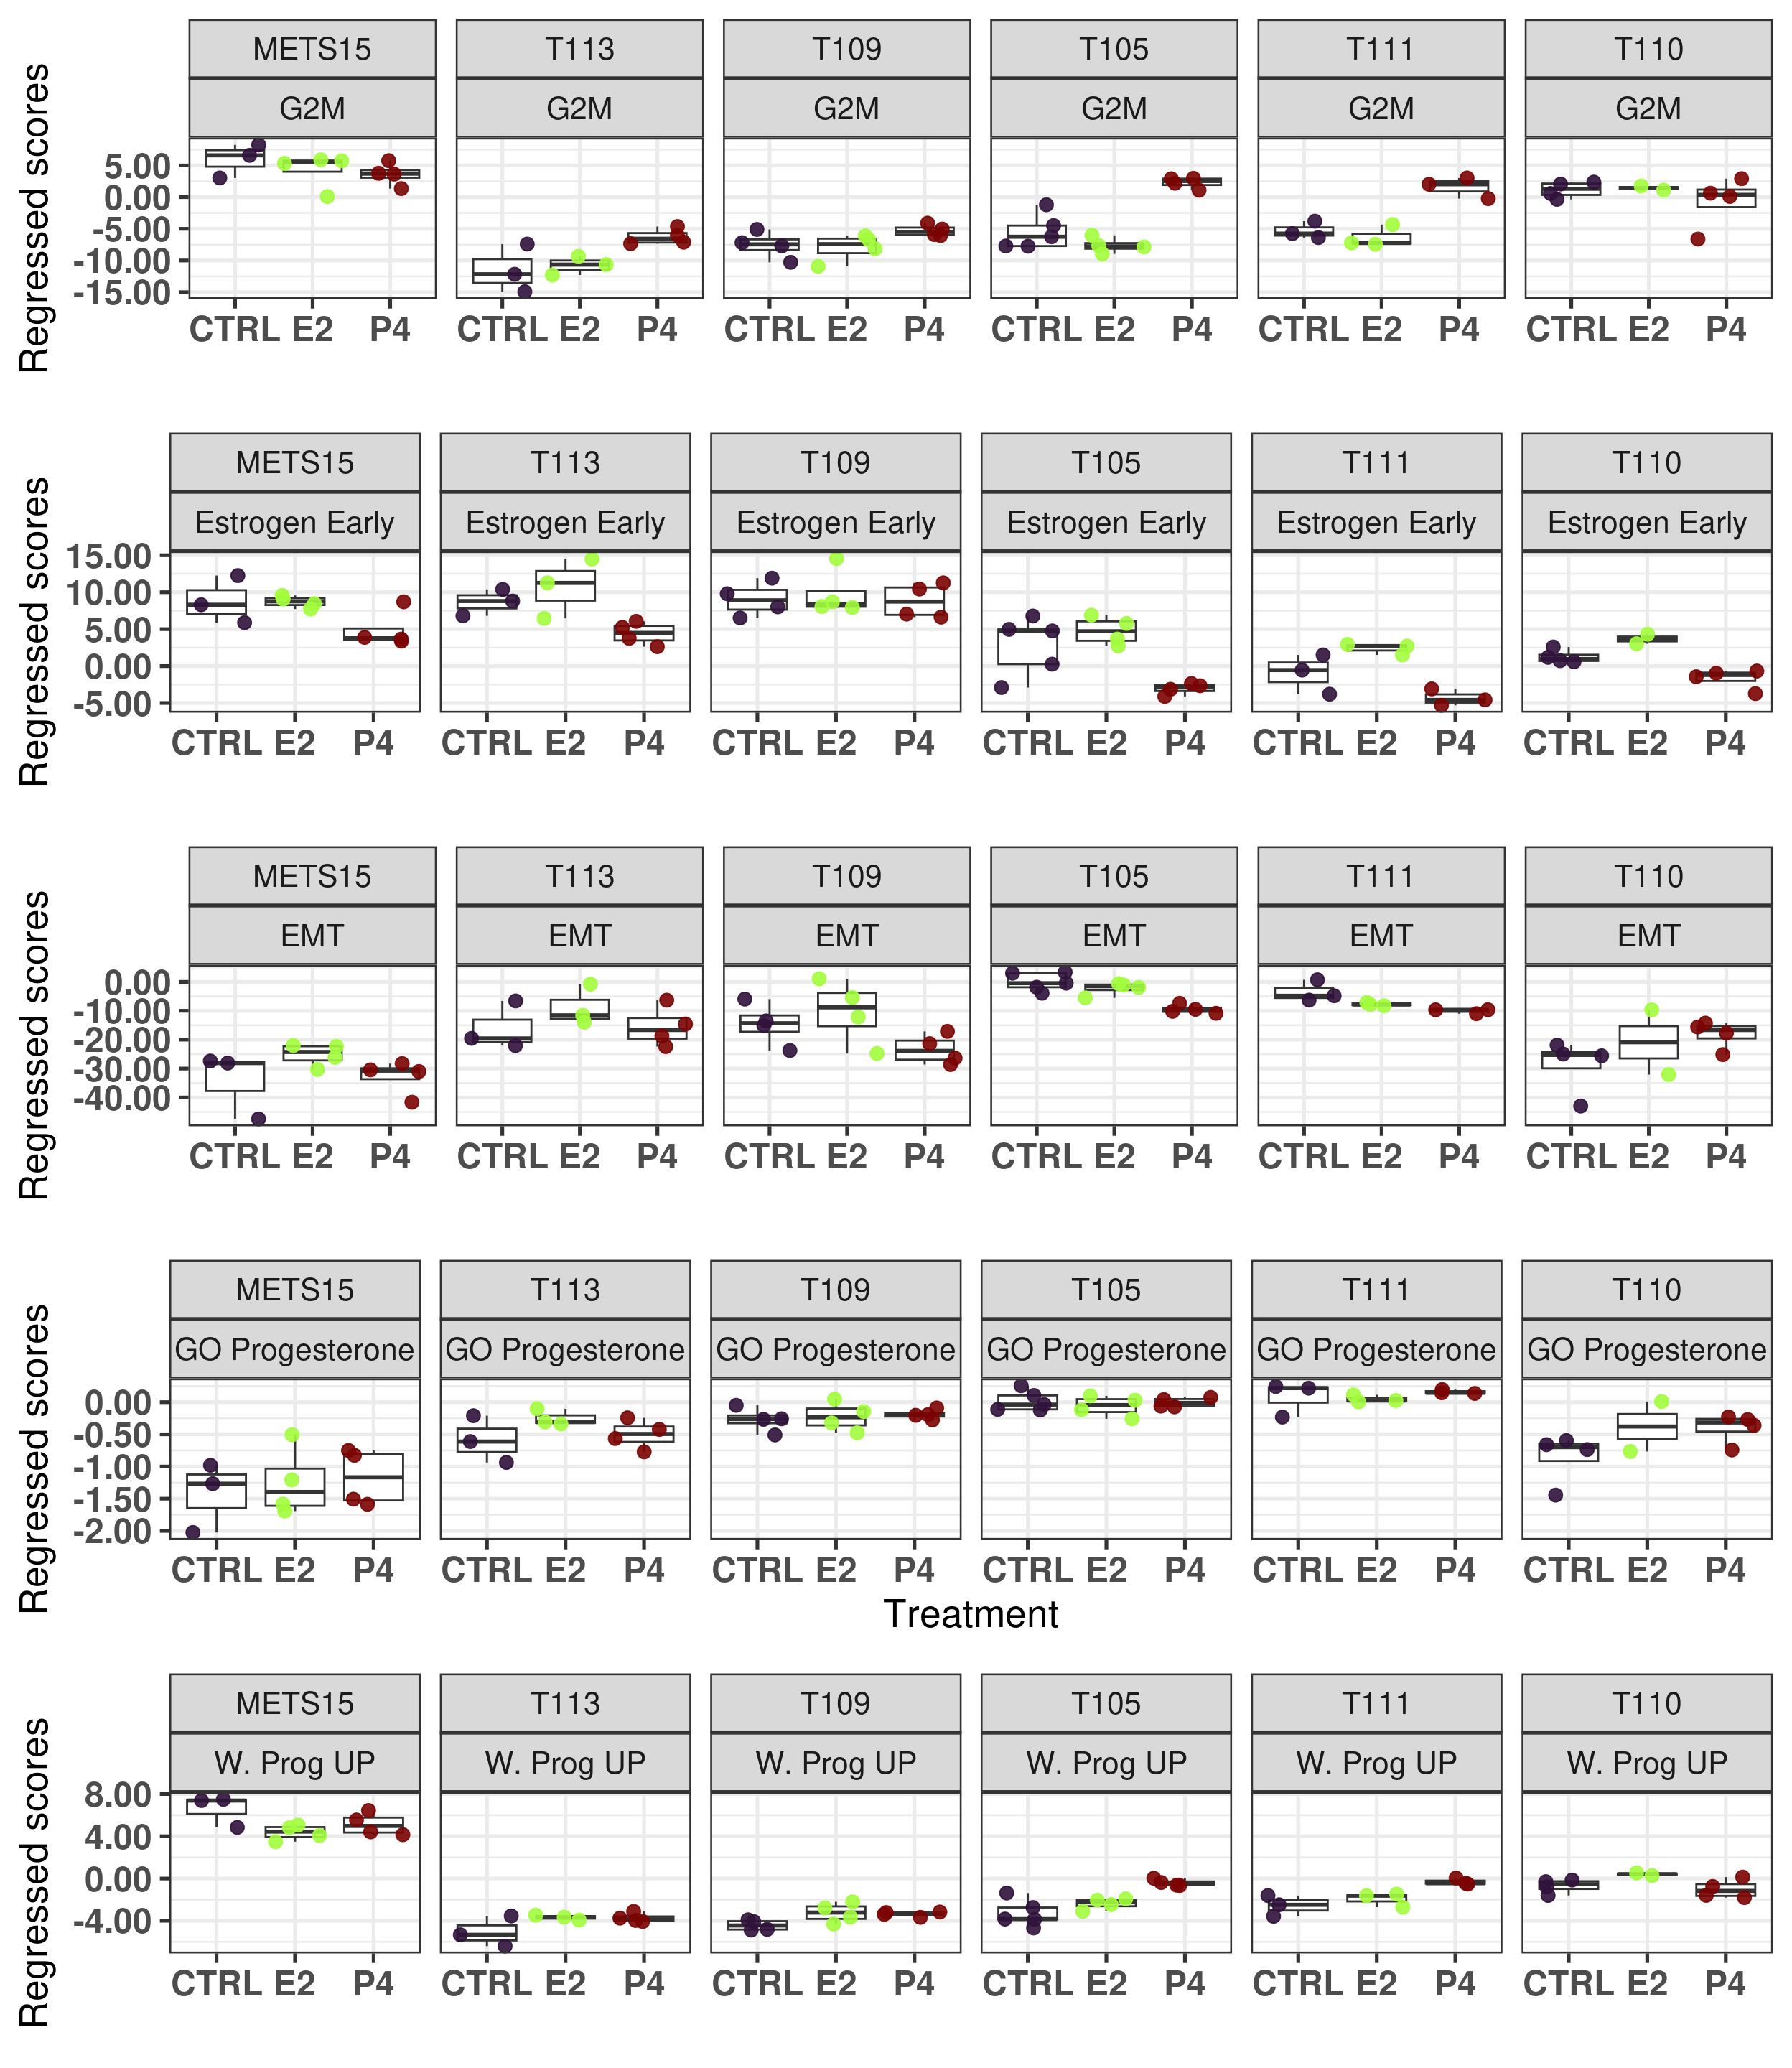 METS15 T113 T109 T105 T111 T110
G2M G2M G2M G2M G2M G2M
Regressed scores
5.00
0.00
-5.00
-10.00
-15.00
CTRL E2 P4 CTRL E2 P4 CTRL E2 P4 CTRL E2 P4 CTRL E2 P4 CTRL E2 P4
METS15 T113 T109 T105 T111 T110
Estrogen Early Estrogen Early Estrogen Early Estrogen Early Estrogen Early Estrogen Early
Regressed scores
15.00
10.00
5.00
0.00
-5.00
CTRL E2 P4 CTRL E2 P4 CTRL E2 P4 CTRL E2 P4 CTRL E2 P4 CTRL E2 P4
METS15 T113 T109 T105 T111 T110
EMT EMT EMT EMT EMT EMT
Regressed scores
0.00
-10.00
-20.00
-30.00
-40.00
CTRL E2 P4 CTRL E2 P4 CTRL E2 P4 CTRL E2 P4 CTRL E2 P4 CTRL E2 P4
METS15 T113 T109 T105 T111 T110
GO Progesterone GO Progesterone GO Progesterone GO Progesterone GO Progesterone GO Progesterone
Regressed scores
0.00
-0.50
-1.00
-1.50
-2.00
CTRL E2 P4 CTRL E2 P4 CTRL E2 P4 CTRL E2 P4 CTRL E2 P4 CTRL E2 P4
Treatment
METS15 T113 T109 T105 T111 T110
W. Prog UP W. Prog UP W. Prog UP W. Prog UP W. Prog UP W. Prog UP
Regressed scores
8.00
4.00
0.00
-4.00
CTRL E2 P4 CTRL E2 P4 CTRL E2 P4 CTRL E2 P4 CTRL E2 P4 CTRL E2 P4